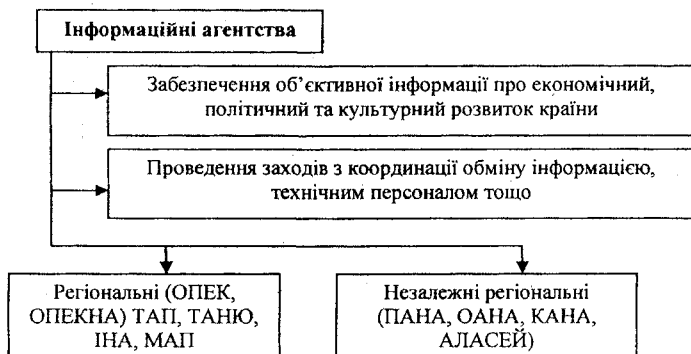 Інформаційні агентства
Забезпечення об’єктивної інформації про економічний,
політичний та культурний розвиток країни
Проведення заходів з координації обміну інформацією,
технічним персоналом тощо
Регіональні (ОПЕК,
ОПЕКНА) ТАП, ТАНЮ,
ІНА, МАП
Незалежні регіональні
(ПАНА, ОАНА, КАНА,
АЛАСЕЙ)